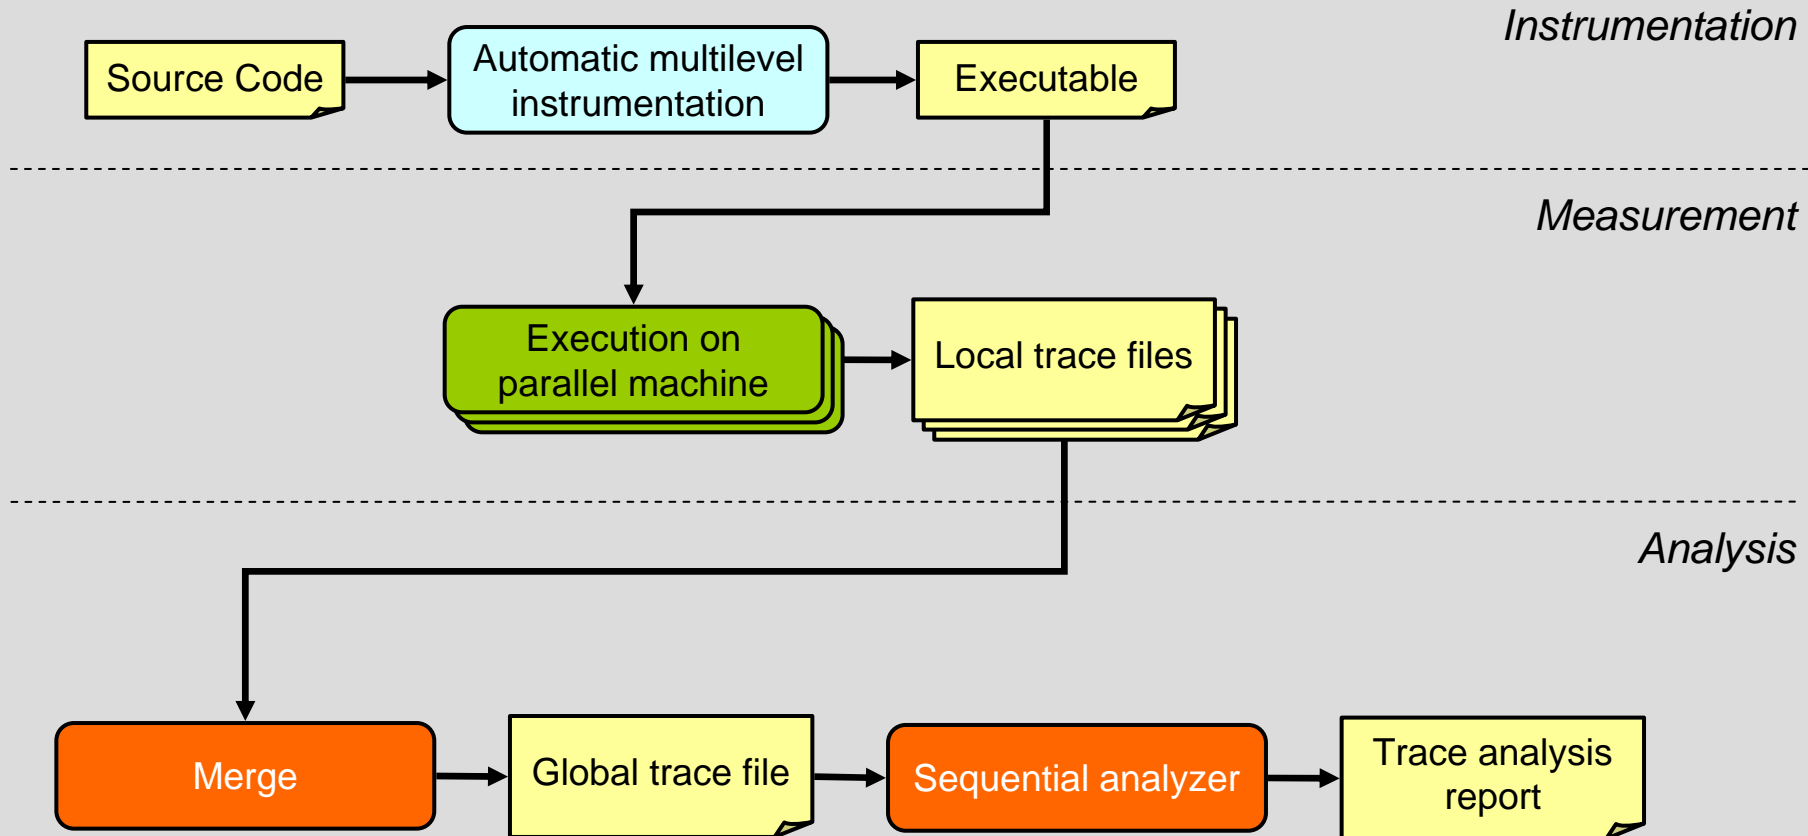 Instrumentation
Source Code
Automatic multilevel
instrumentation
Executable
Measurement
Execution on
parallel machine
Local trace files
Analysis
Merge
Global trace file
Sequential analyzer
Trace analysis
report